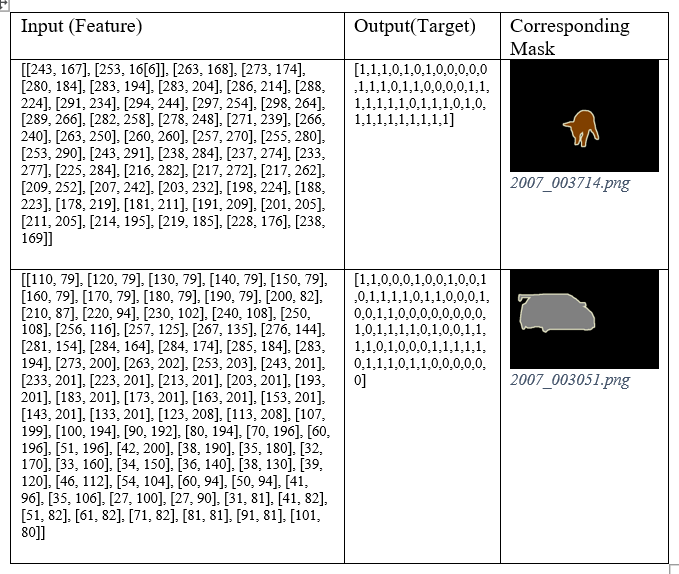 Input (Feature)
Output(Target)
Corresponding
Mask
[[243, 167], [253, 16[6]], [263, 168], [273, 174],
[280, 184], [283, 194], [283, 204], [286, 214], [288,
224], [291, 234], [294, 244], [297, 254], [298, 264],
[289, 266], [282, 258], [278, 248], [271, 239], [266,
240], [263, 250], [260, 260], [257, 270], [255, 280],
[253, 290], [243, 291], [238, 284], [237, 274], [233,
277], [225, 284], [216, 282], [217, 272], [217, 262],
[209, 252], [207, 242], [203, 232], [198, 224], [188,
223], [178, 219], [181, 211], [191, 209], [201, 205],
[211, 205], [214, 195], [219, 185], [228, 176], [238,
169]]
[1,1,1,0,1,0,1,0,0,0,0,0
,1,1,1,0,1,1,0,0,0,0,1,1
,1,1,1,1,1,0,1,1,1,0,1,0
,1,1,1,1,1,1,1,1,1]
2007_003714.png
[[110, 79], [120, 79], [130, 79], [140, 79], [150, 79],
[160, 79], [170, 79], [180, 79], [190, 79], [200, 82],
[210, 87], [220, 94], [230, 102], [240, 108], [250,
108], [256, 116], [257, 125], [267, 135], [276, 144],
[281, 154], [284, 164], [284, 174], [285, 184], [283,
194], [273, 200], [263, 202], [253, 203], [243, 201],
[233, 201], [223, 201], [213, 201], [203, 201], [193,
201], [183, 201], [173, 201], [163, 201], [153, 201],
[143, 201], [133, 201], [123, 208], [113, 208], [107,
199], [100, 194], [90, 192], [80, 194], [70, 196], [60,
196], [51, 196], [42, 200], [38, 190], [35, 180], [32,
170], [33, 160], [34, 150], [36, 140], [38, 130], [39,
120], [46, 112], [54, 104], [60, 94], [50, 94], [41,
96], [35, 106], [27, 100], [27, 90], [31, 81], [41, 82],
[51, 82], [61, 82], [71, 82], [81, 81], [91, 81], [101,
80]]
[1,1,0,0,0,1,0,0,1,0,0,1
,0,1,1,1,1,0,1,1,0,0,0,1
,0,0,1,1,0,0,0,0,0,0,0,0
,1,0,1,1,1,1,0,1,0,0,1,1
,1,1,0,1,0,0,0,1,1,1,1,1
,0,1,1,1,0,1,1,0,0,0,0,0,
0]
2007_003051.png